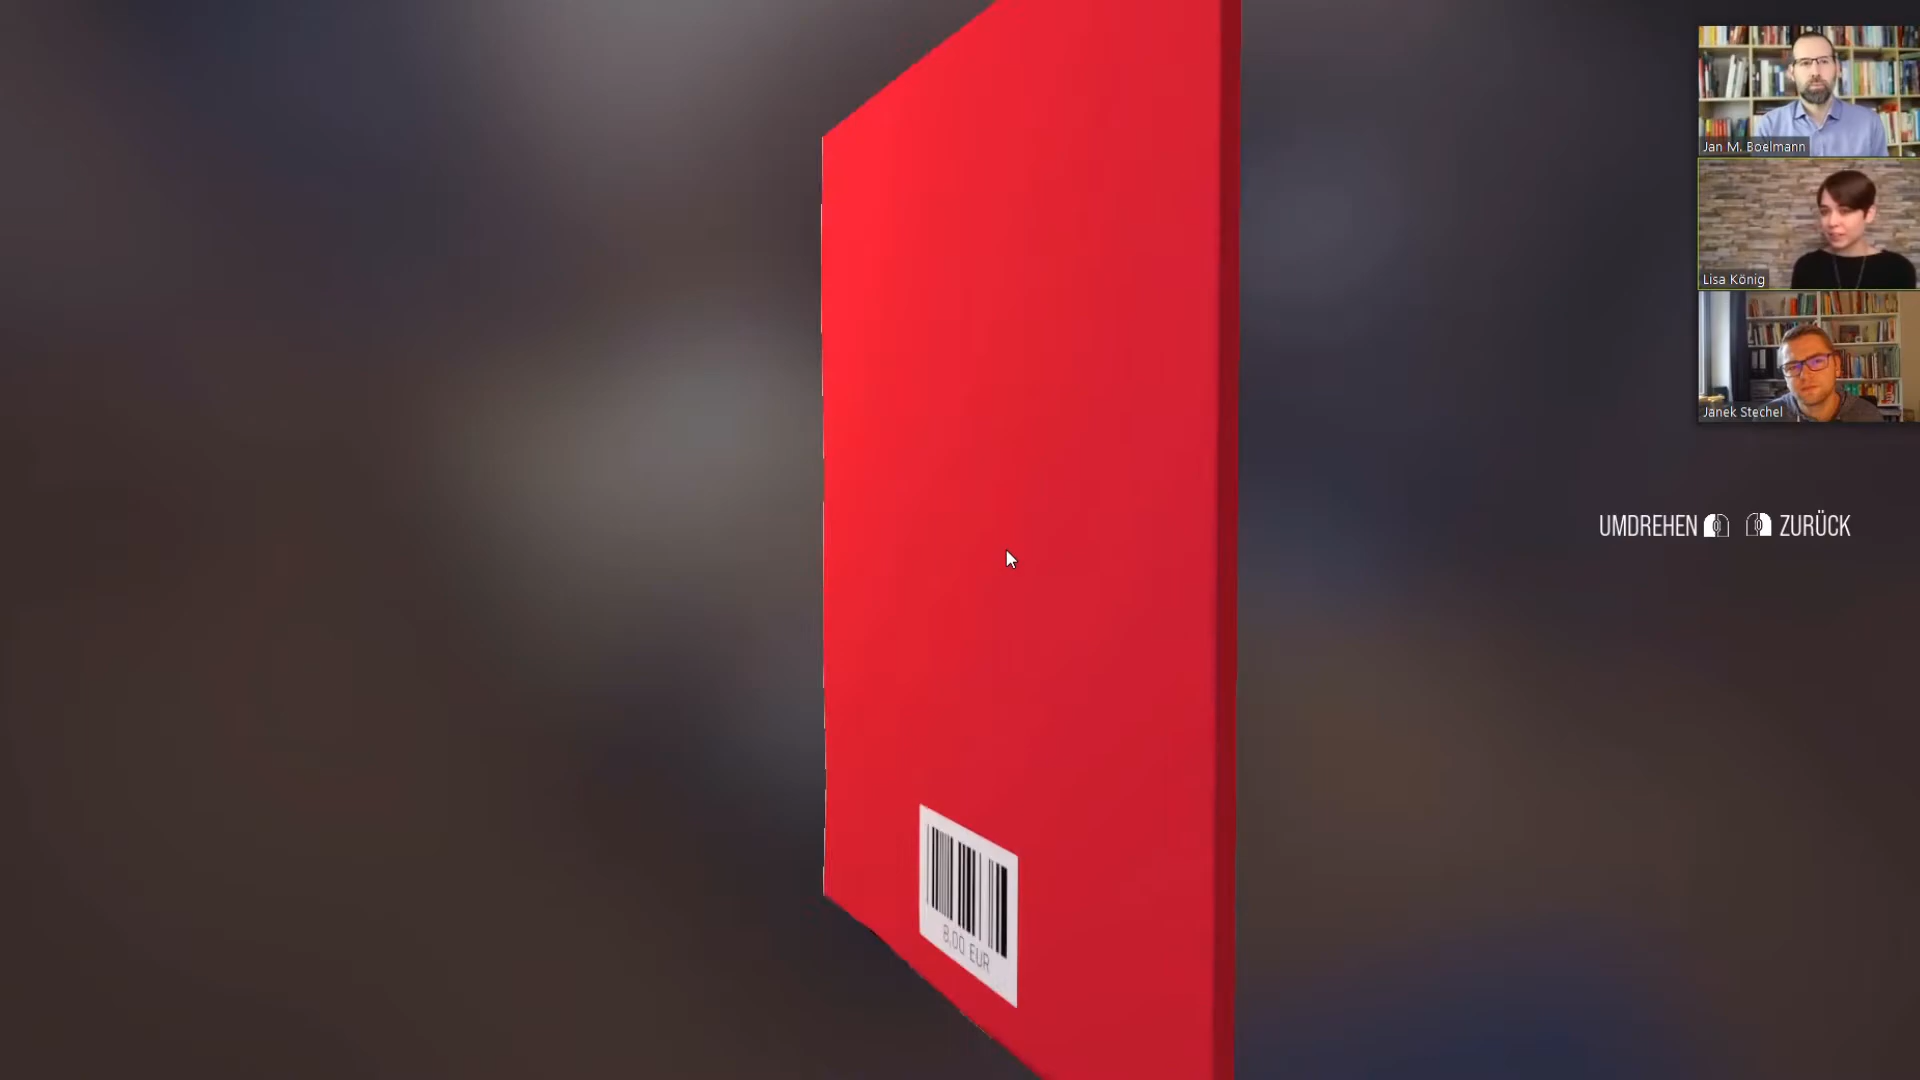 Jan M. Boelmann
Lisa König
Janek Stechel
UMDREHEN ZURÜCK
8,00 EUR